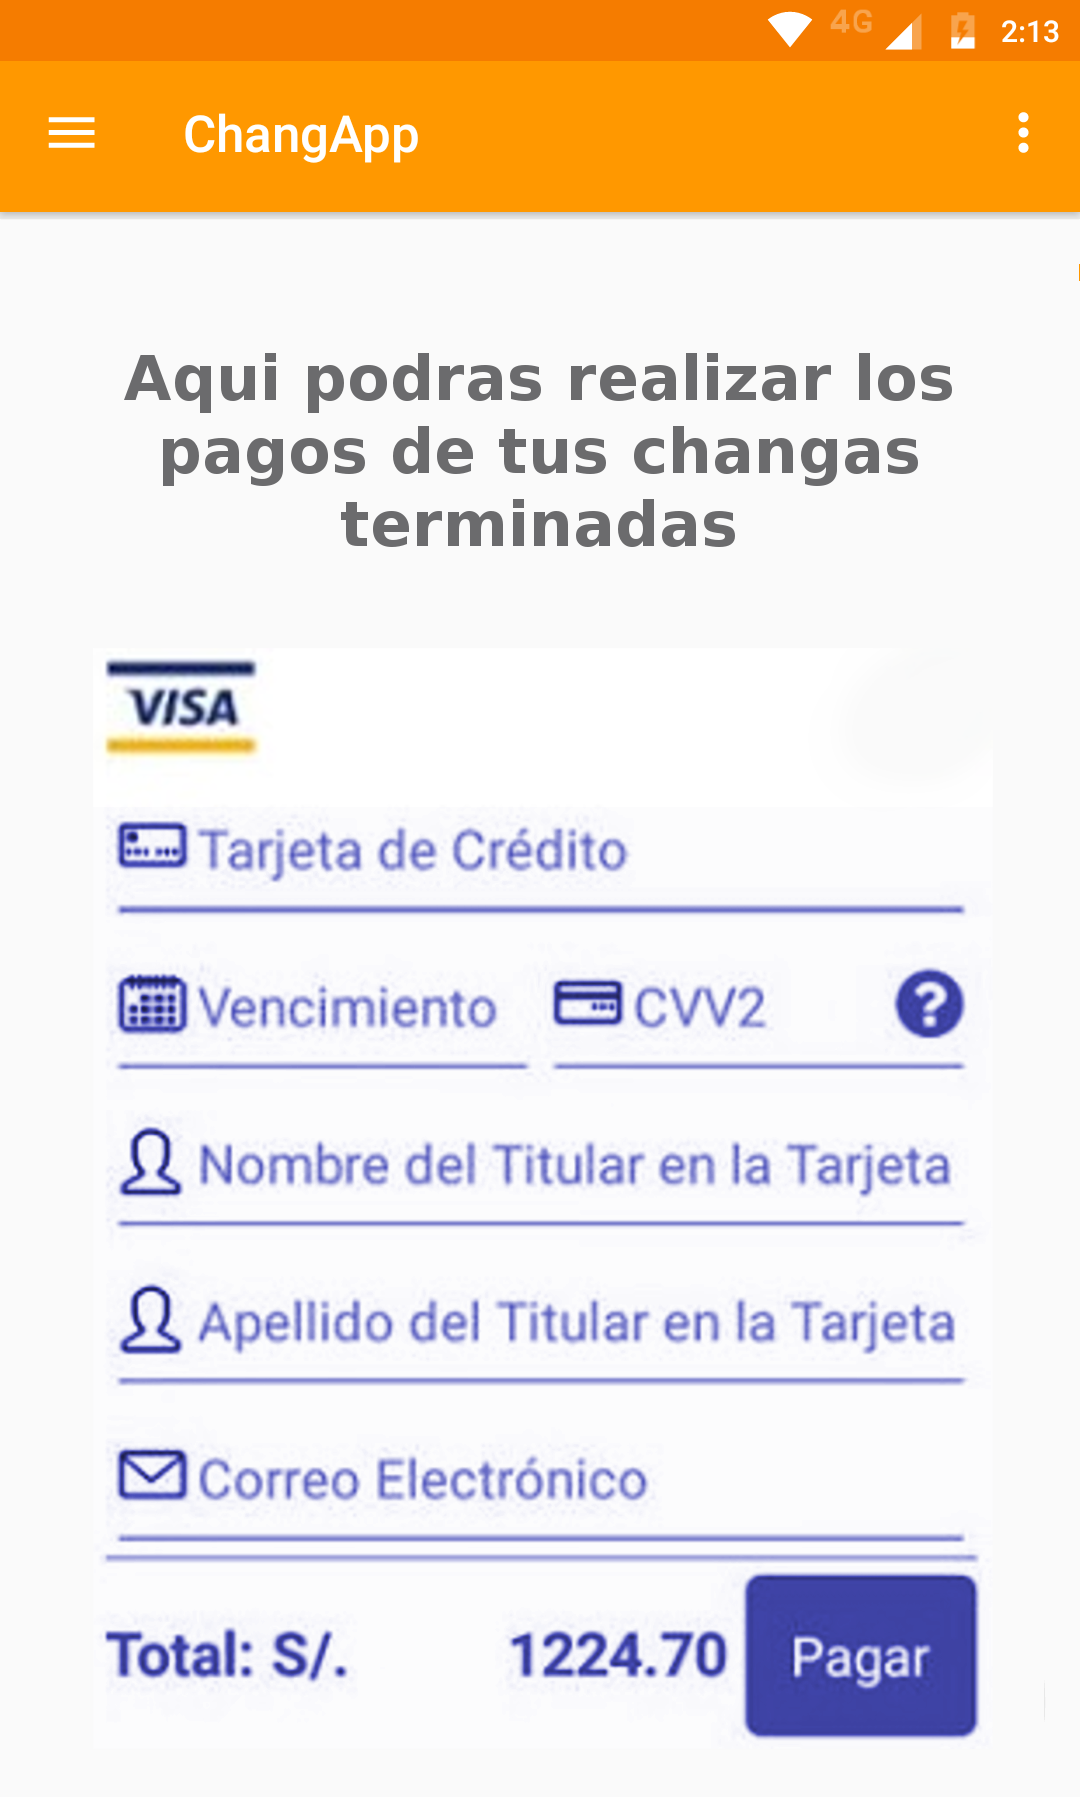 4G 2:13
ChangApp
Aqui podras realizar los
pagos de tus changas
terminadas
VISA
Tarjeta de Crédito
Vencimiento CVV2 ?
Nombre del Titular en la Tarjeta
Apellido del Titular en la Tarjeta
Correo Electrónico
Total: S/. 1224.70 Pagar